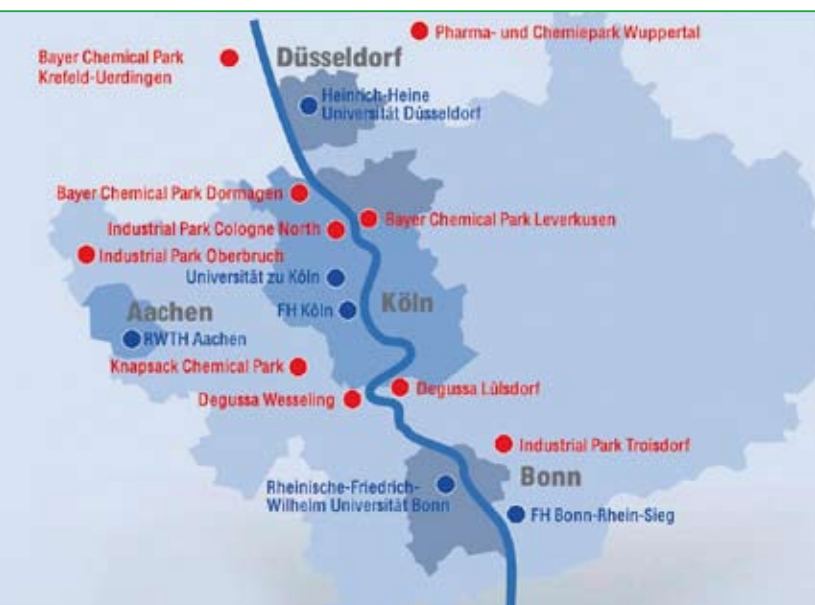 Pharma- und Chemiepark Wuppertal
Bayer Chemical Park
Krefeld-Uerdingen
Düsseldorf
Heinrich-Heine
Universität Düsseldorf
Bayer Chemical Park Dormagen
Bayer Chemical Park Leverkusen
Industrial Park Cologne North
Industrial Park Oberbruch
Universität zu Köln
Köln
FH Köln
Aachen
RWTH Aachen
Knapsack Chemical Park
Degussa Lülsdorf
Degussa Wesseling
Industrial Park Troisdorf
Bonn
Rheinische-Friedrich-
Wilhelm Universität Bonn
FH Bonn-Rhein-Sieg